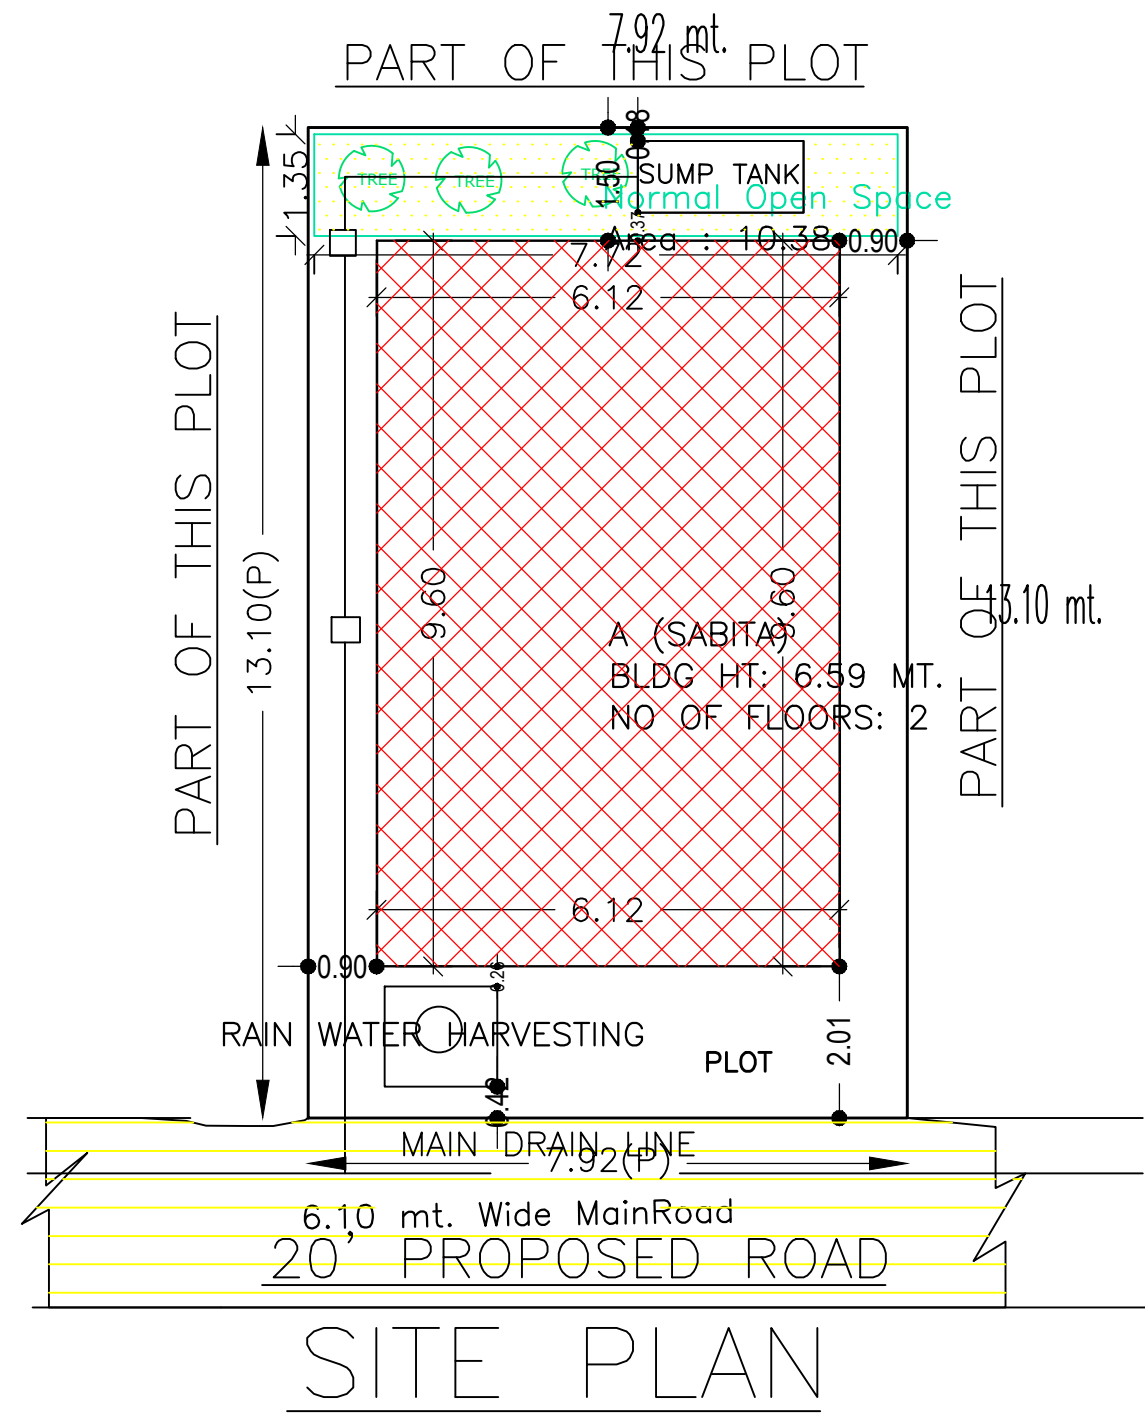 7.92 mt.
PART OF THIS PLOT
0.18
1.35
TREE
TREE
TREE
1.50
SUMP TANK
Normal Open Space
Area : 10.38
.37
0.90
7.72
6.12
PART OF THIS PLOT
PART OF THIS PLOT
13.10(P)
9.60
9.60
13.10 mt.
A (SABITA)
BLDG HT: 6.59 MT.
NO OF FLOORS: 2
6.12
0.90
0.26
RAIN WATER HARVESTING
2.01
PLOT
.42
MAIN DRAIN LINE
7.92(P)
6.10 mt. Wide MainRoad
20' PROPOSED ROAD
SITE PLAN